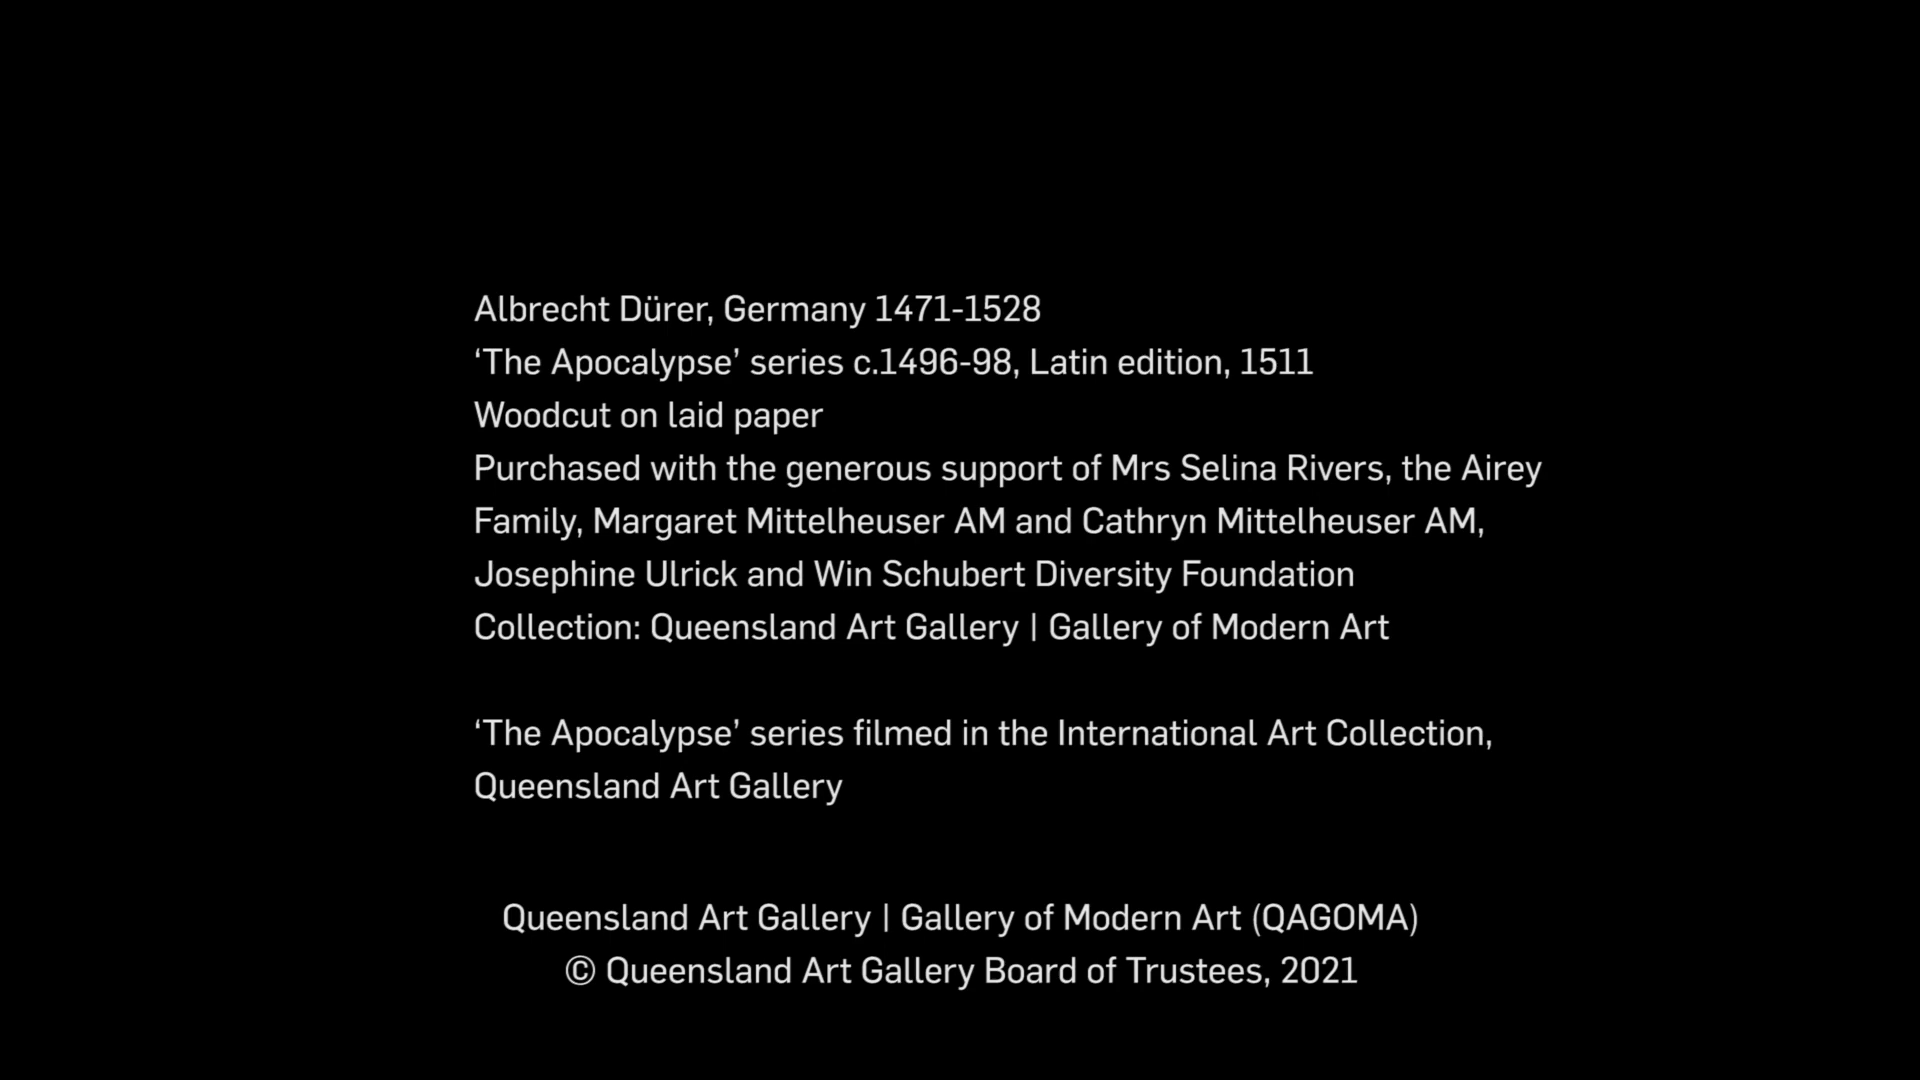 Albrecht Dürer, Germany 1471-1528
‘The Apocalypse’ series c.1496-98, Latin edition, 1511
Woodcut on laid paper
Purchased with the generous support of Mrs Selina Rivers, the Airey
Family, Margaret Mittelheuser AM and Cathryn Mittelheuser AM,
Josephine Ulrick and Win Schubert Diversity Foundation
Collection: Queensland Art Gallery | Gallery of Modern Art
‘The Apocalypse’ series filmed in the International Art Collection,
Queensland Art Gallery
Queensland Art Gallery | Gallery of Modern Art (QAGOMA)
© Queensland Art Gallery Board of Trustees, 2021